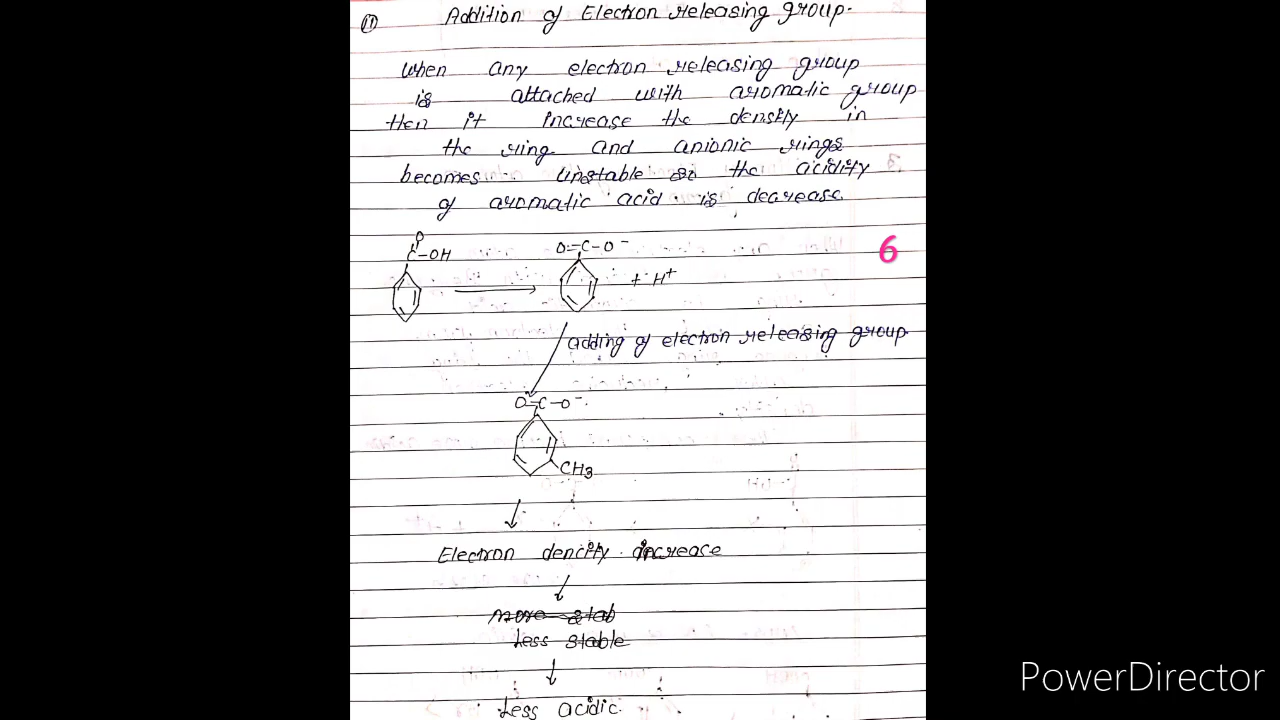 (ii) Addition of Electron releasing group.
When any electron releasing group
is attached with aromatic group
then it increase the density in
the ring and anionic rings
becomes unstable so the acidity
of aromatic acid is decrease
O
C-OH
O=C-O⁻
+ H⁺
6
adding of electron releasing group
O=C-O⁻
CH3
Electron dencity increase
more stab
Less stable
Less acidic
PowerDirector